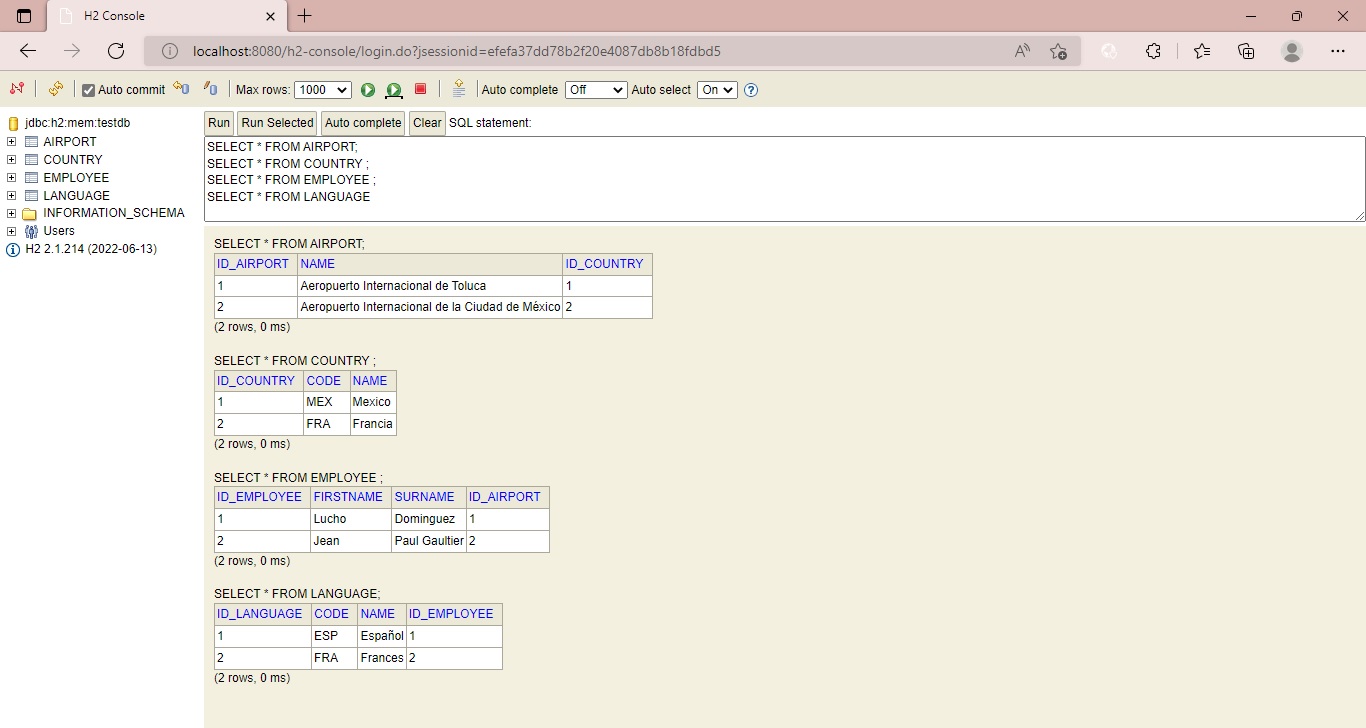 H2 Console
localhost:8080/h2-console/login.do?jsessionid=efefa37dd78b2f20e4087db8b18fdbd5
Auto commit Max rows: 1000 Auto complete Off Auto select On
jdbc:h2:mem:testdb
AIRPORT
COUNTRY
EMPLOYEE
LANGUAGE
INFORMATION_SCHEMA
Users
H2 2.1.214 (2022-06-13)
Run Run Selected Auto complete Clear SQL statement:
SELECT * FROM AIRPORT;
SELECT * FROM COUNTRY ;
SELECT * FROM EMPLOYEE ;
SELECT * FROM LANGUAGE
SELECT * FROM AIRPORT;
ID_AIRPORT NAME ID_COUNTRY
1 Aeropuerto Internacional de Toluca 1
2 Aeropuerto Internacional de la Ciudad de México 2
(2 rows, 0 ms)
SELECT * FROM COUNTRY ;
ID_COUNTRY CODE NAME
1 MEX Mexico
2 FRA Francia
(2 rows, 0 ms)
SELECT * FROM EMPLOYEE ;
ID_EMPLOYEE FIRSTNAME SURNAME ID_AIRPORT
1 Lucho Dominguez 1
2 Jean Paul Gaultier 2
(2 rows, 0 ms)
SELECT * FROM LANGUAGE;
ID_LANGUAGE CODE NAME ID_EMPLOYEE
1 ESP Español 1
2 FRA Frances 2
(2 rows, 0 ms)